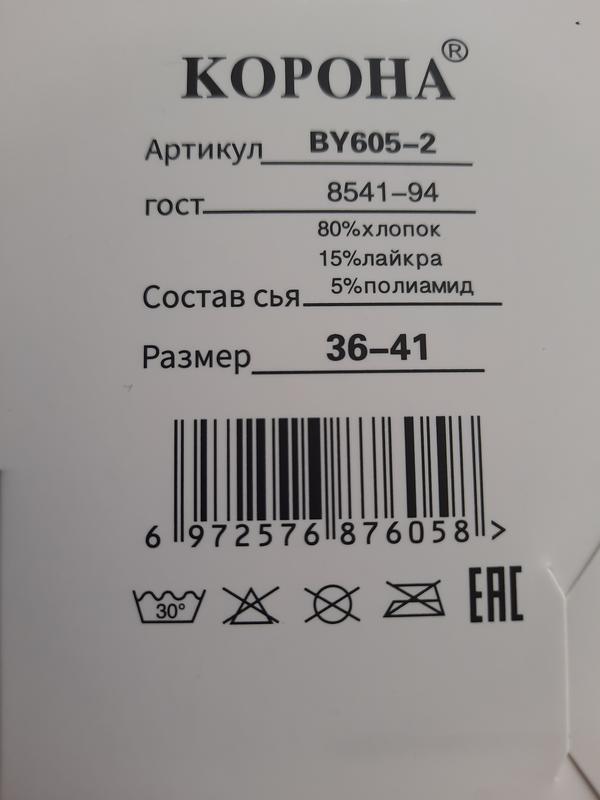 КОРОНА®
Артикул BY605-2
гост 8541-94
80%хлопок
15%лайкра
Состав сья 5%полиамид
Размер 36-41
6 972576 876058 >
30°
EAC